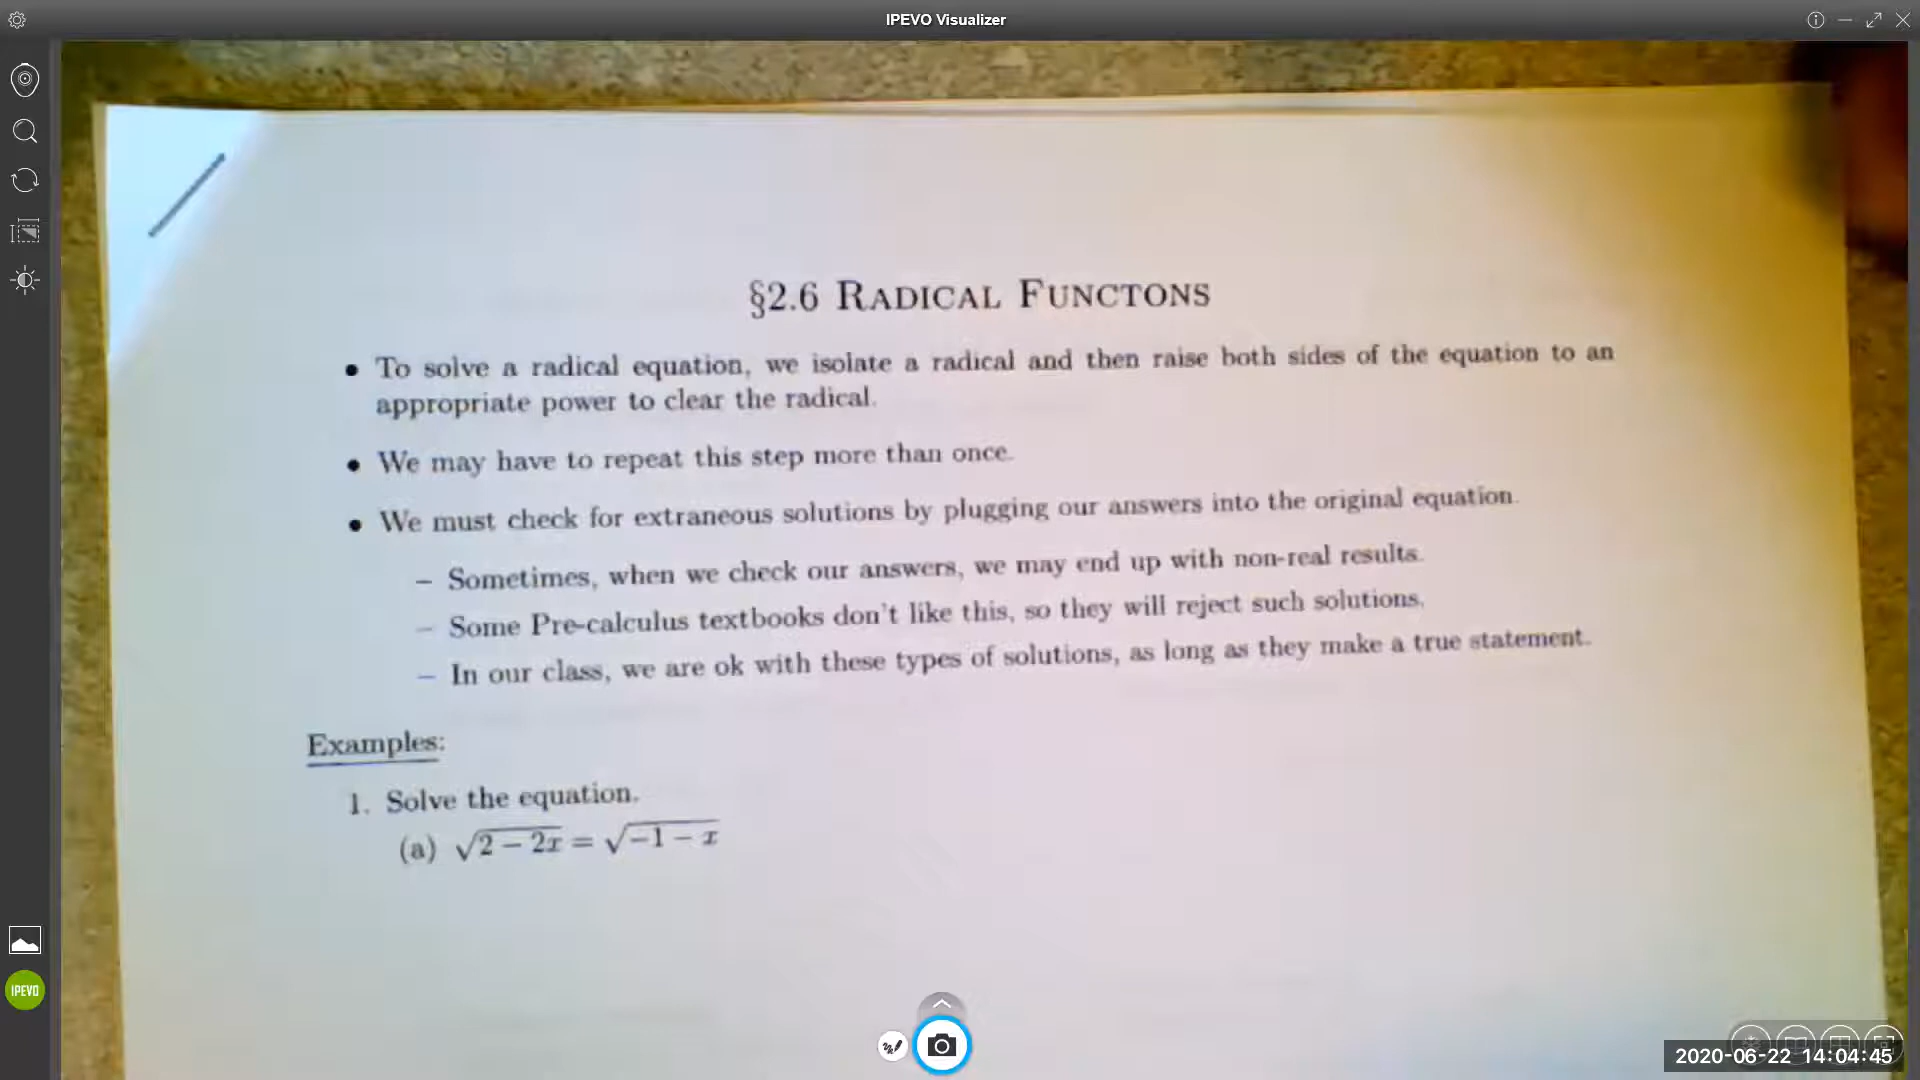 IPEVO Visualizer
§2.6 RADICAL FUNCTONS
• To solve a radical equation, we isolate a radical and then raise both sides of the equation to an
appropriate power to clear the radical.
• We may have to repeat this step more than once.
• We must check for extraneous solutions by plugging our answers into the original equation.
– Sometimes, when we check our answers, we may end up with non-real results.
– Some Pre-calculus textbooks don't like this, so they will reject such solutions.
– In our class, we are ok with these types of solutions, as long as they make a true statement.
Examples:
1. Solve the equation.
(a) √2 − 2x = √−1 − x
IPEVO
2020-06-22 14:04:45